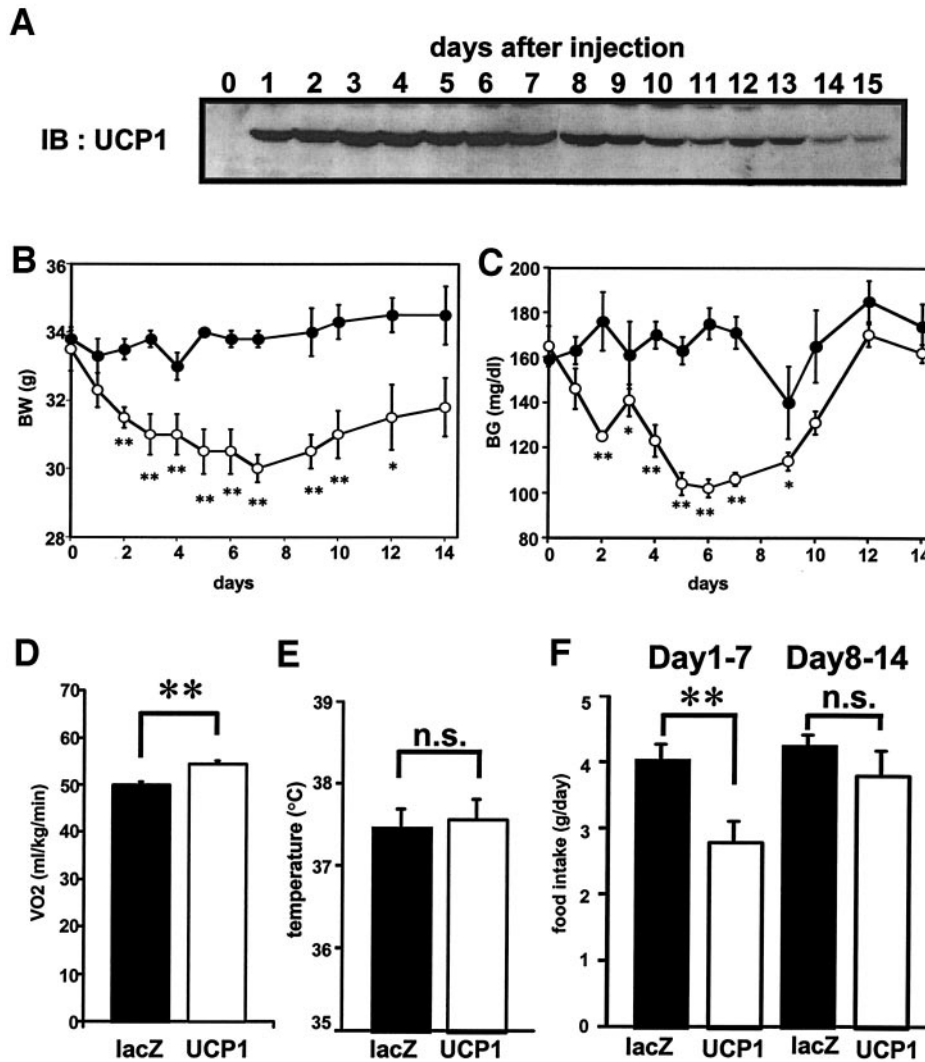 A
days after injection
0 1 2 3 4 5 6 7 8 9 10 11 12 13 14 15
IB : UCP1
B
36
34
32
30
28
BW (g)
** ** ** ** ** ** ** ** *
0 2 4 6 8 10 12 14
days
C
200
180
160
140
120
100
80
BG (mg/dl)
** * ** ** ** ** *
0 2 4 6 8 10 12 14
days
D
70
60
50
40
30
20
10
0
VO2 (ml/kg/min)
**
lacZ UCP1
E
39
38
37
36
35
temperature (°C)
n.s.
lacZ UCP1
F
Day1-7 Day8-14
5
4
3
2
1
0
food intake (g/day)
** n.s.
lacZ UCP1 lacZ UCP1